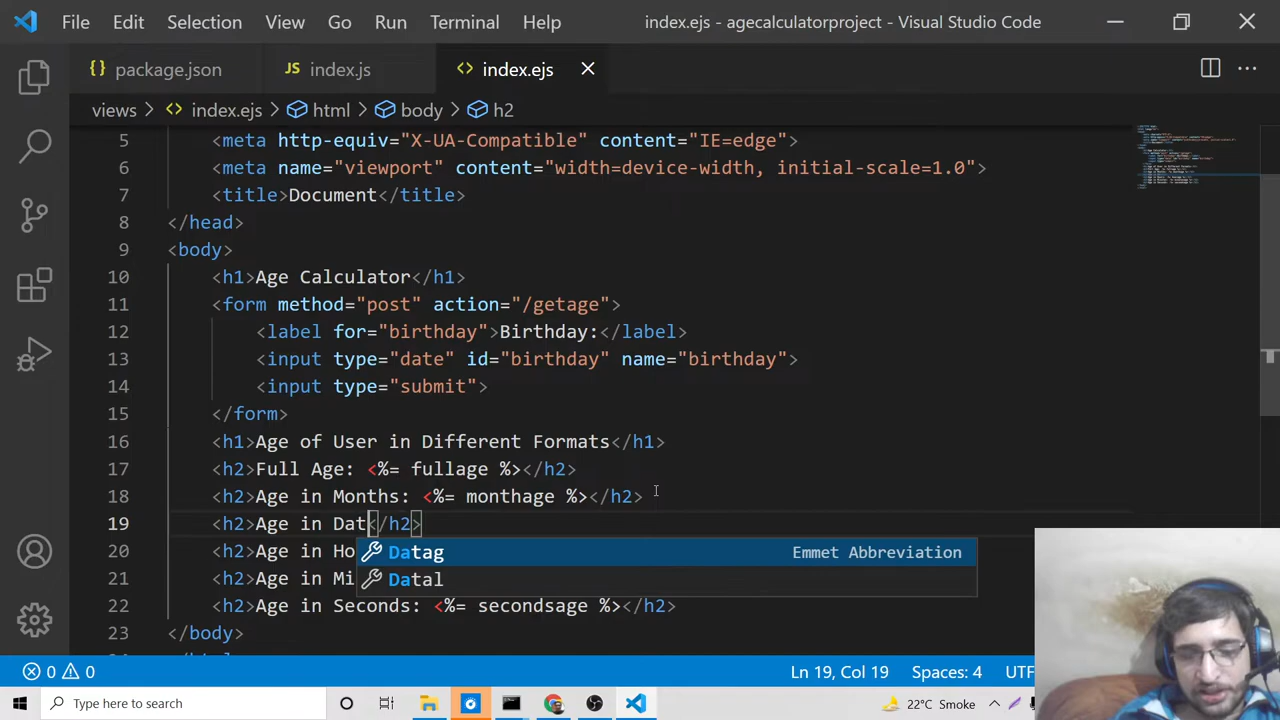 File Edit Selection View Go Run Terminal Help index.ejs - agecalculatorproject - Visual Studio Code
{} package.json JS index.js <> index.ejs
views > <> index.ejs > html > body > h2
5 <meta http-equiv="X-UA-Compatible" content="IE=edge">
6 <meta name="viewport" content="width=device-width, initial-scale=1.0">
7 <title>Document</title>
8 </head>
9 <body>
10 <h1>Age Calculator</h1>
11 <form method="post" action="/getage">
12 <label for="birthday">Birthday:</label>
13 <input type="date" id="birthday" name="birthday">
14 <input type="submit">
15 </form>
16 <h1>Age of User in Different Formats</h1>
17 <h2>Full Age: <%= fullage %></h2>
18 <h2>Age in Months: <%= monthage %></h2>
19 <h2>Age in Dat</h2>
Datag Emmet Abbreviation
20 <h2>Age in Ho
Datal
21 <h2>Age in Mi
22 <h2>Age in Seconds: <%= secondsage %></h2>
23 </body>
0 0 Ln 19, Col 19 Spaces: 4 UTF
Type here to search 22°C Smoke